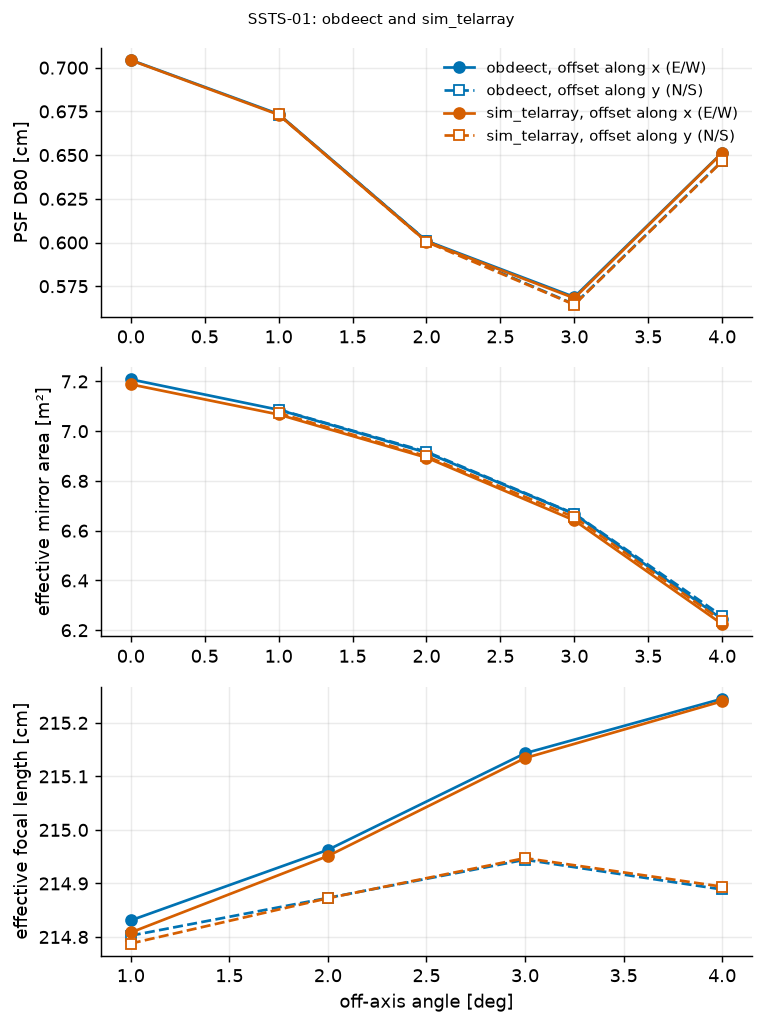 SSTS-01: obdeect and sim_telarray
PSF D80 [cm]
0.700
0.675
0.650
0.625
0.600
0.575
obdeect, offset along x (E/W)
obdeect, offset along y (N/S)
sim_telarray, offset along x (E/W)
sim_telarray, offset along y (N/S)
0.0 0.5 1.0 1.5 2.0 2.5 3.0 3.5 4.0
effective mirror area [m²]
7.2
7.0
6.8
6.6
6.4
6.2
0.0 0.5 1.0 1.5 2.0 2.5 3.0 3.5 4.0
effective focal length [cm]
215.2
215.1
215.0
214.9
214.8
1.0 1.5 2.0 2.5 3.0 3.5 4.0
off-axis angle [deg]